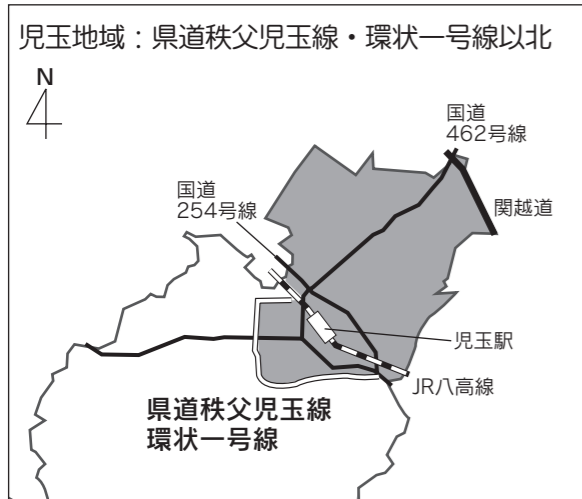 児玉地域：県道秩父児玉線・環状一号線以北
N
国道
462号線
国道
254号線
関越道
児玉駅
JR八高線
県道秩父児玉線
環状一号線